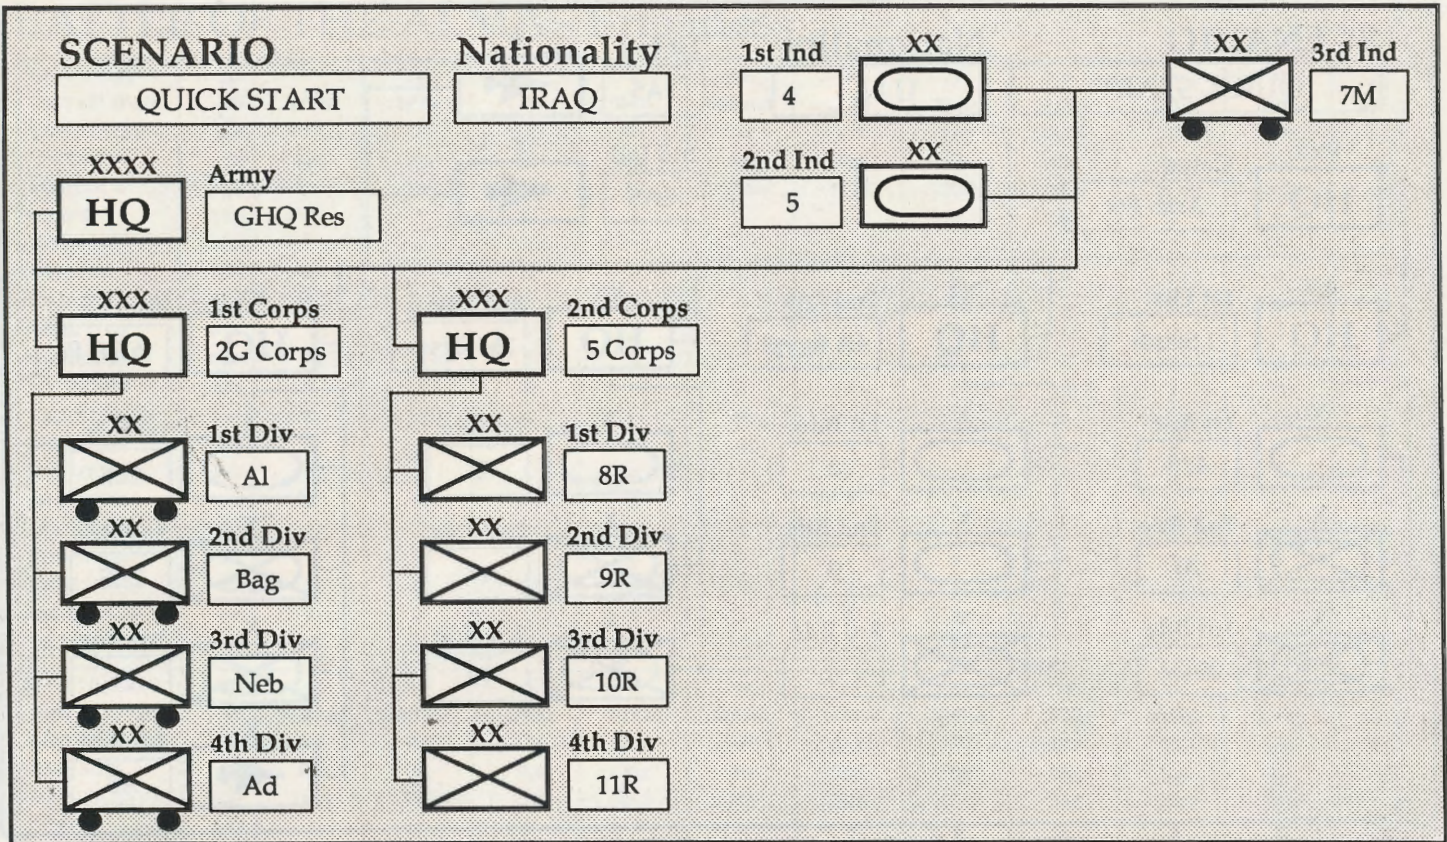 SCENARIO
QUICK START
Nationality
IRAQ
1st Ind
4
XX
XX
3rd Ind
7M
2nd Ind
5
XX
XXXX
HQ
Army
GHQ Res
XXX
HQ
1st Corps
2G Corps
XX
1st Div
Al
XX
2nd Div
Bag
XX
3rd Div
Neb
XX
4th Div
Ad
XXX
HQ
2nd Corps
5 Corps
XX
1st Div
8R
XX
2nd Div
9R
XX
3rd Div
10R
XX
4th Div
11R